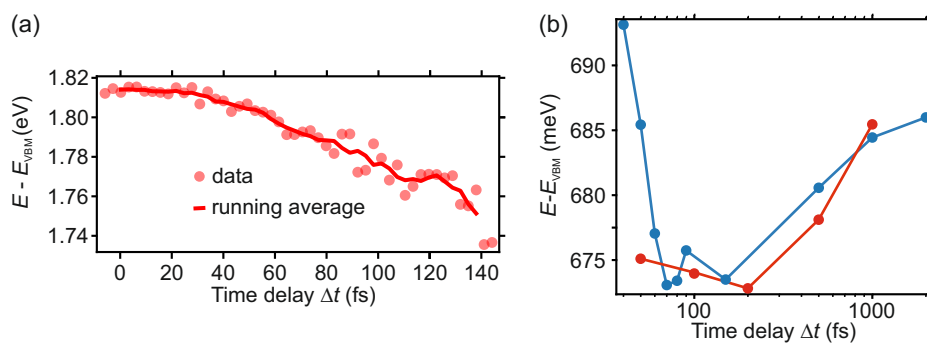 (a)
1.82
1.80
1.78
1.76
1.74
E - E_VBM (eV)
data
running average
0 20 40 60 80 100 120 140
Time delay Δt (fs)
(b)
690
685
680
675
E-E_VBM (meV)
100 1000
Time delay Δt (fs)